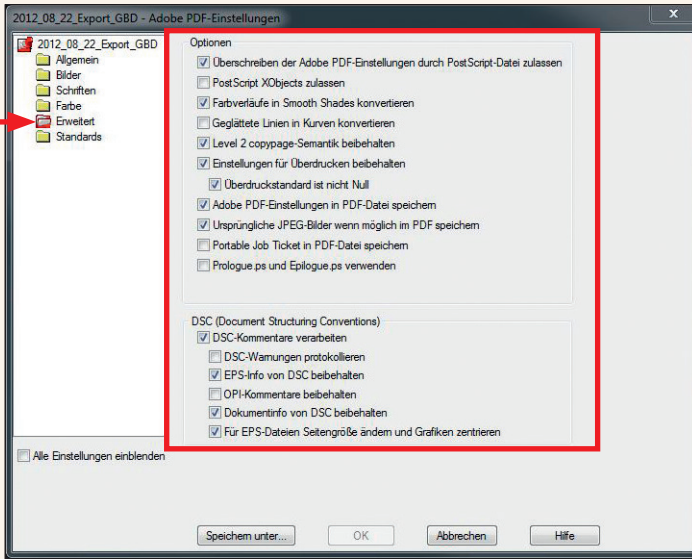 2012_08_22_Export_GBD - Adobe PDF-Einstellungen
x
2012_08_22_Export_GBD
Allgemein
Bilder
Schriften
Farbe
Erweitert
Standards
Alle Einstellungen einblenden
Optionen
Überschreiben der Adobe PDF-Einstellungen durch PostScript-Datei zulassen
PostScript XObjects zulassen
Farbverläufe in Smooth Shades konvertieren
Geglättete Linien in Kurven konvertieren
Level 2 copypage-Semantik beibehalten
Einstellungen für Überdrucken beibehalten
Überdruckstandard ist nicht Null
Adobe PDF-Einstellungen in PDF-Datei speichern
Ursprüngliche JPEG-Bilder wenn möglich im PDF speichern
Portable Job Ticket in PDF-Datei speichern
Prologue.ps und Epilogue.ps verwenden
DSC (Document Structuring Conventions)
DSC-Kommentare verarbeiten
DSC-Warnungen protokollieren
EPS-Info von DSC beibehalten
OPI-Kommentare beibehalten
Dokumentinfo von DSC beibehalten
Für EPS-Dateien Seitengröße ändern und Grafiken zentrieren
Speichern unter...
OK
Abbrechen
Hilfe